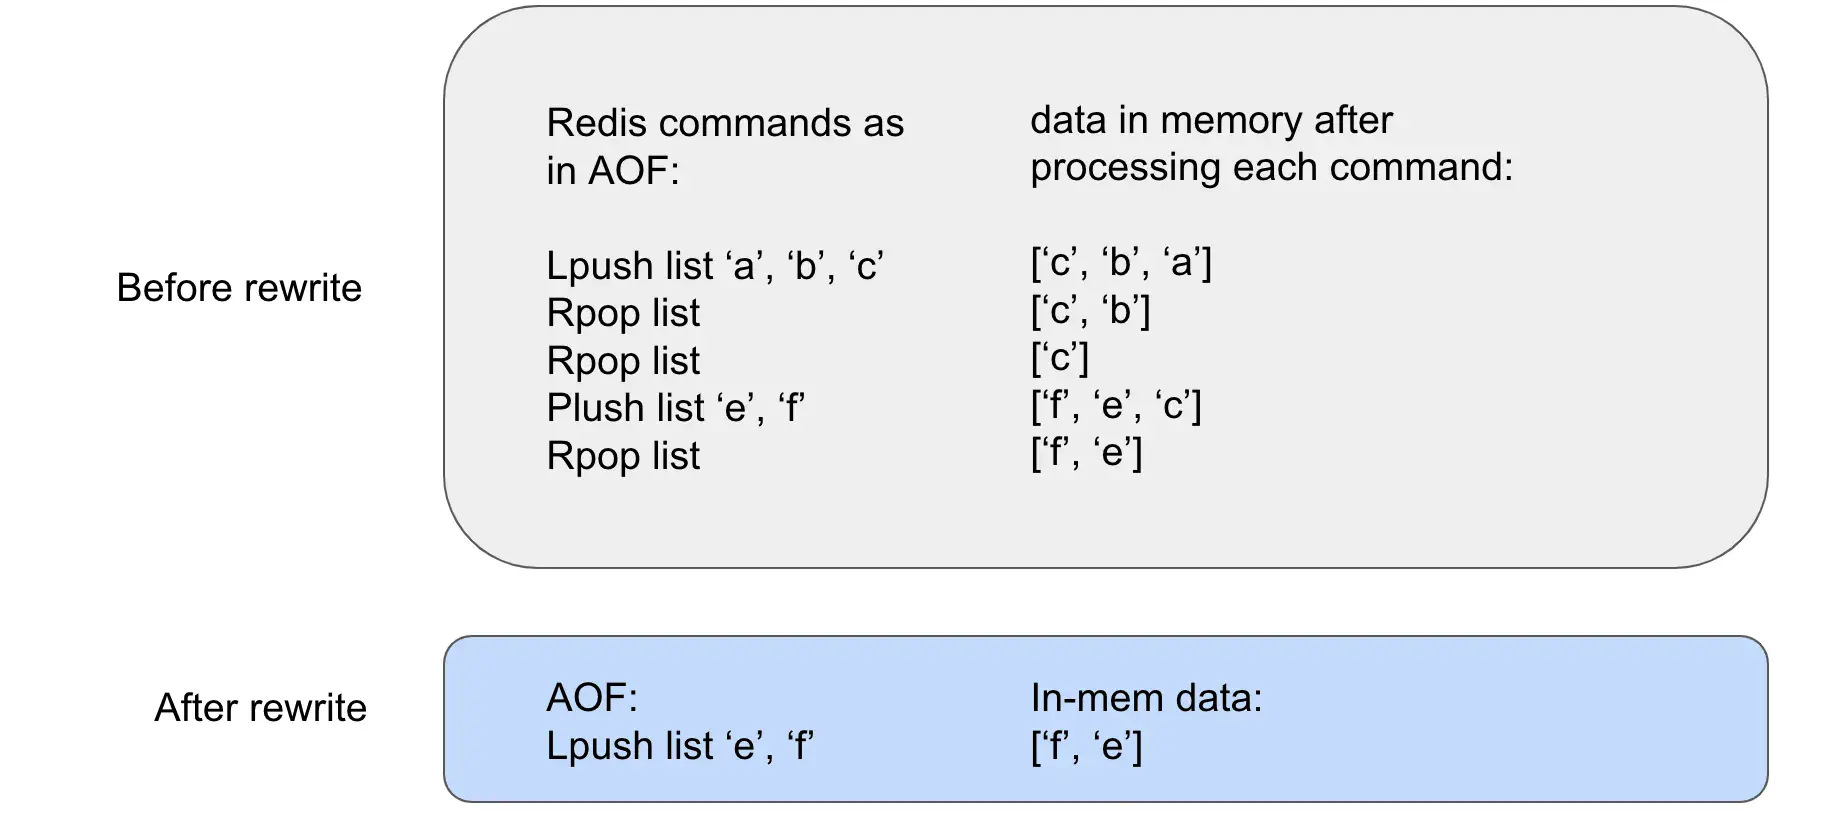 Before rewrite
Redis commands as
in AOF:
Lpush list ‘a’, ‘b’, ‘c’
Rpop list
Rpop list
Plush list ‘e’, ‘f’
Rpop list
data in memory after
processing each command:
[‘c’, ‘b’, ‘a’]
[‘c’, ‘b’]
[‘c’]
[‘f’, ‘e’, ‘c’]
[‘f’, ‘e’]
After rewrite
AOF:
Lpush list ‘e’, ‘f’
In-mem data:
[‘f’, ‘e’]